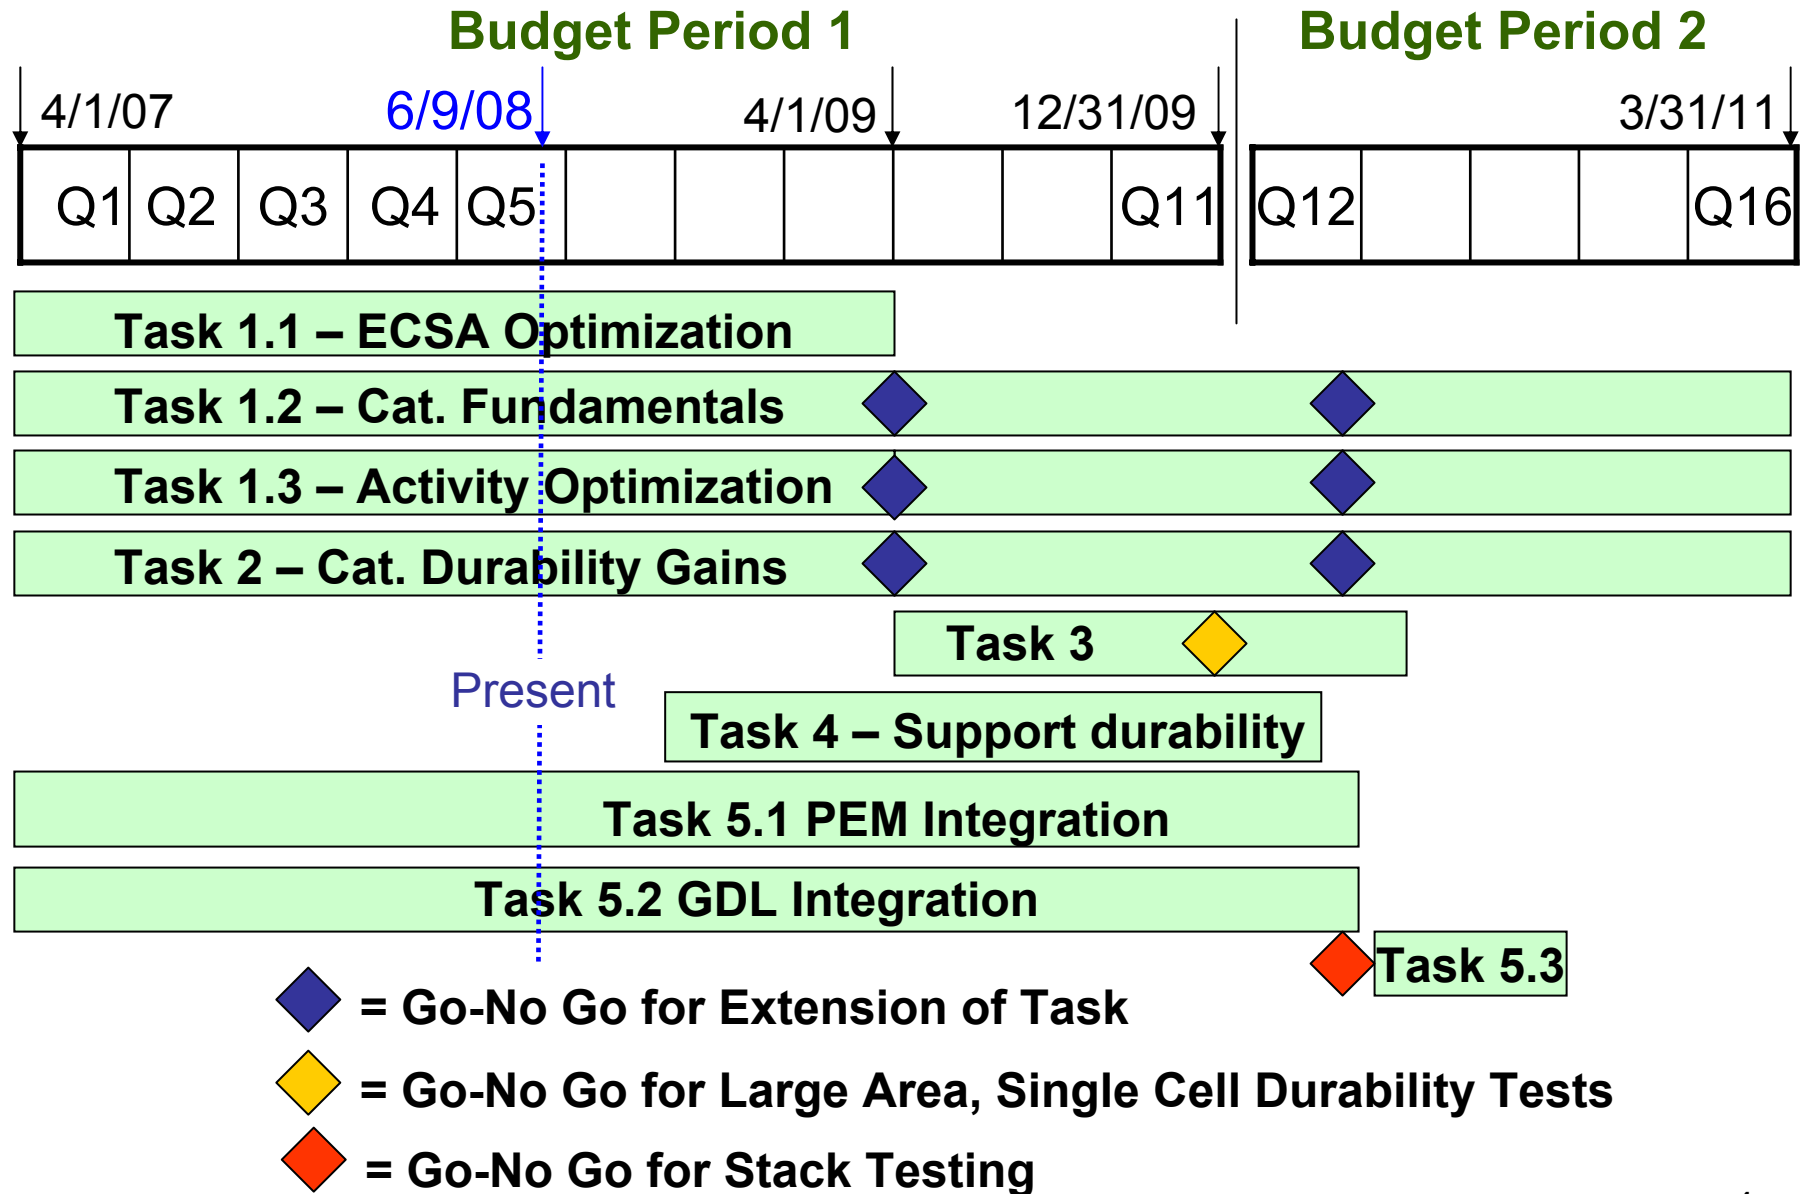 Budget Period 1 Budget Period 2
4/1/07 6/9/08 4/1/09 12/31/09 3/31/11
Q1 Q2 Q3 Q4 Q5 Q11 Q12 Q16
Task 1.1 – ECSA Optimization
Task 1.2 – Cat. Fundamentals
Task 1.3 – Activity Optimization
Task 2 – Cat. Durability Gains
Task 3
Present
Task 4 – Support durability
Task 5.1 PEM Integration
Task 5.2 GDL Integration
Task 5.3
= Go-No Go for Extension of Task
= Go-No Go for Large Area, Single Cell Durability Tests
= Go-No Go for Stack Testing